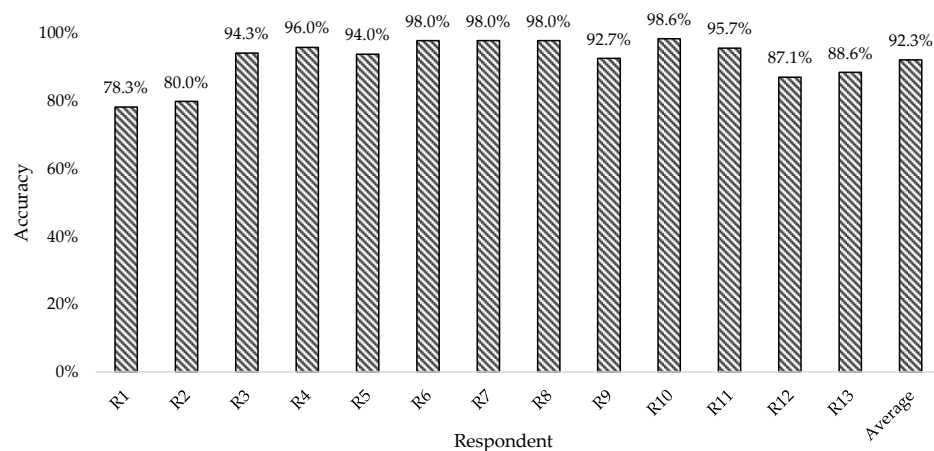 100%
80%
60%
40%
20%
0%
Accuracy
78.3%
80.0%
94.3%
96.0%
94.0%
98.0%
98.0%
98.0%
92.7%
98.6%
95.7%
87.1%
88.6%
92.3%
R1
R2
R3
R4
R5
R6
R7
R8
R9
R10
R11
R12
R13
Average
Respondent